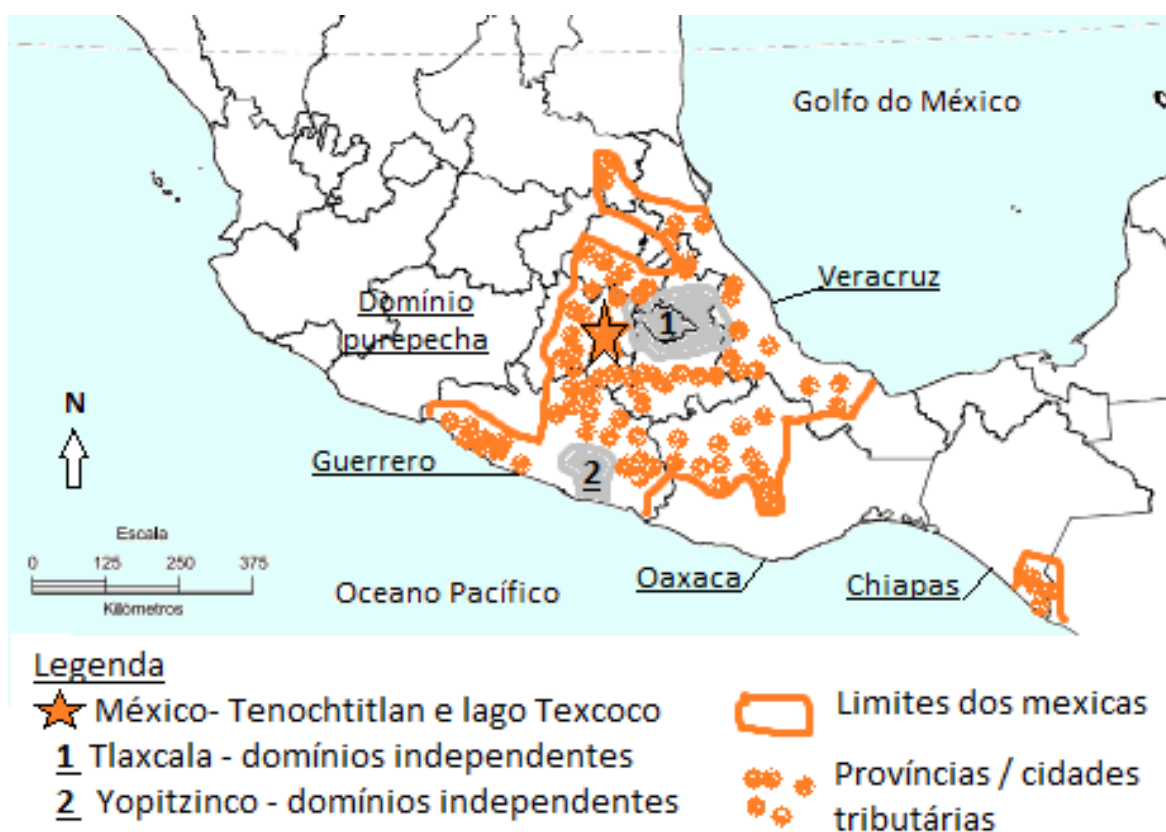 Golfo do México
Veracruz
Domínio
purepecha
1
N
Guerrero
2
Escala
0 125 250 375
Kilómetros
Oceano Pacífico
Oaxaca
Chiapas
Legenda
México- Tenochtitlan e lago Texcoco
1 Tlaxcala - domínios independentes
2 Yopitzinco - domínios independentes
Limites dos mexicas
Províncias / cidades
tributárias